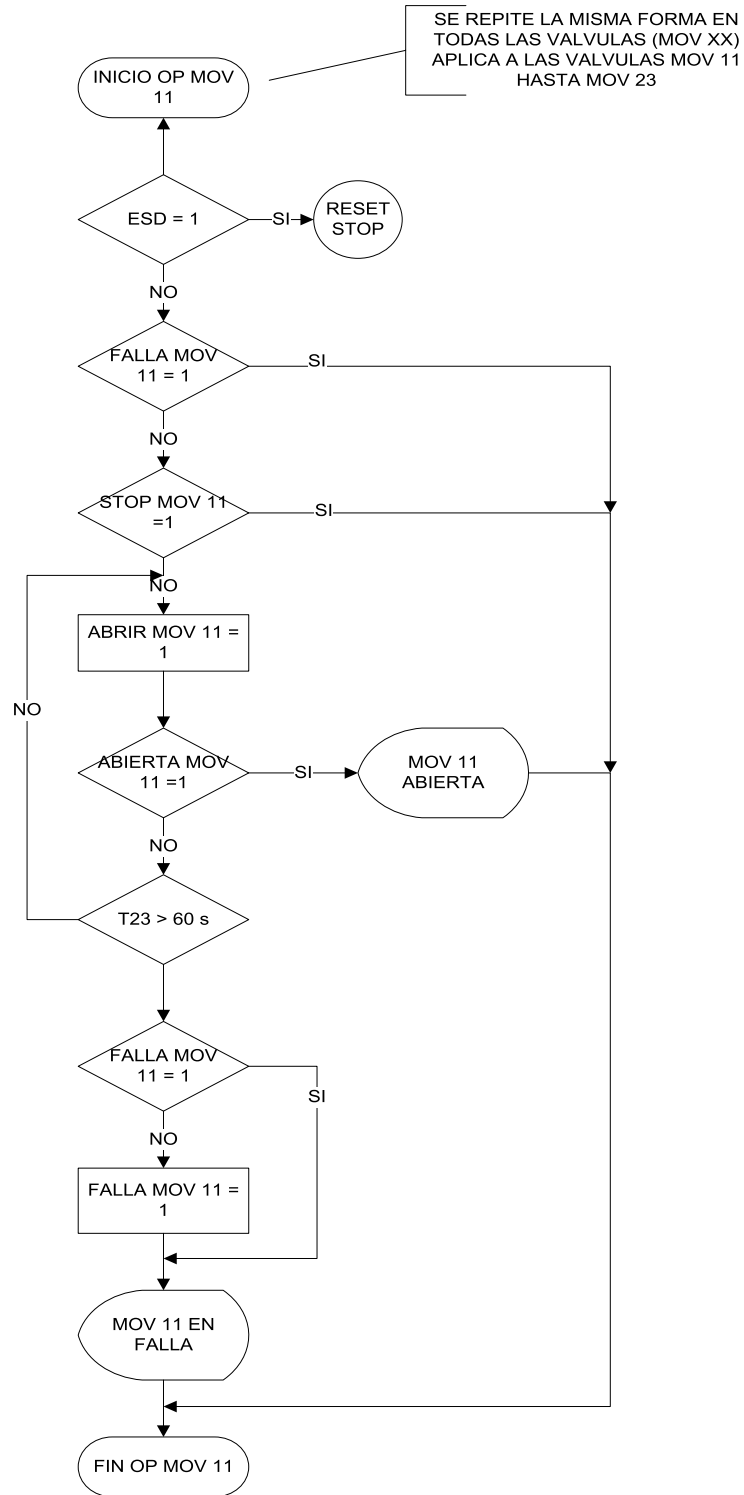 SE REPITE LA MISMA FORMA EN
TODAS LAS VALVULAS (MOV XX)
APLICA A LAS VALVULAS MOV 11
HASTA MOV 23
INICIO OP MOV
11
ESD = 1
SI
RESET
STOP
NO
FALLA MOV
11 = 1
SI
NO
STOP MOV 11
=1
SI
NO
ABRIR MOV 11 =
1
NO
ABIERTA MOV
11 =1
SI
MOV 11
ABIERTA
NO
T23 > 60 s
FALLA MOV
11 = 1
SI
NO
FALLA MOV 11 =
1
MOV 11 EN
FALLA
FIN OP MOV 11